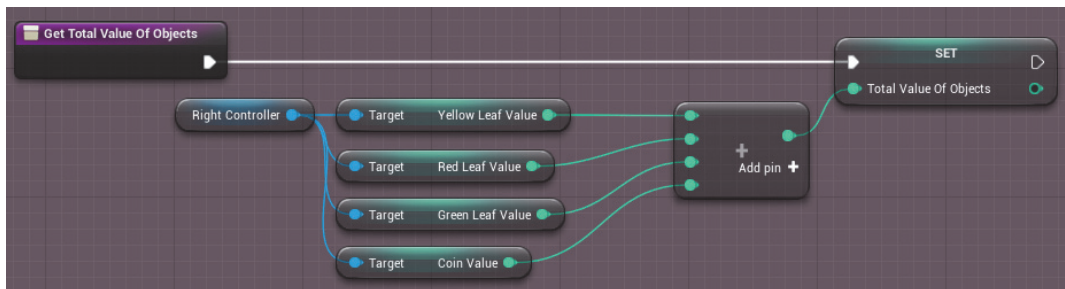 Get Total Value Of Objects
SET
Total Value Of Objects
Right Controller
Target Yellow Leaf Value
Target Red Leaf Value
Add pin +
Target Green Leaf Value
Target Coin Value